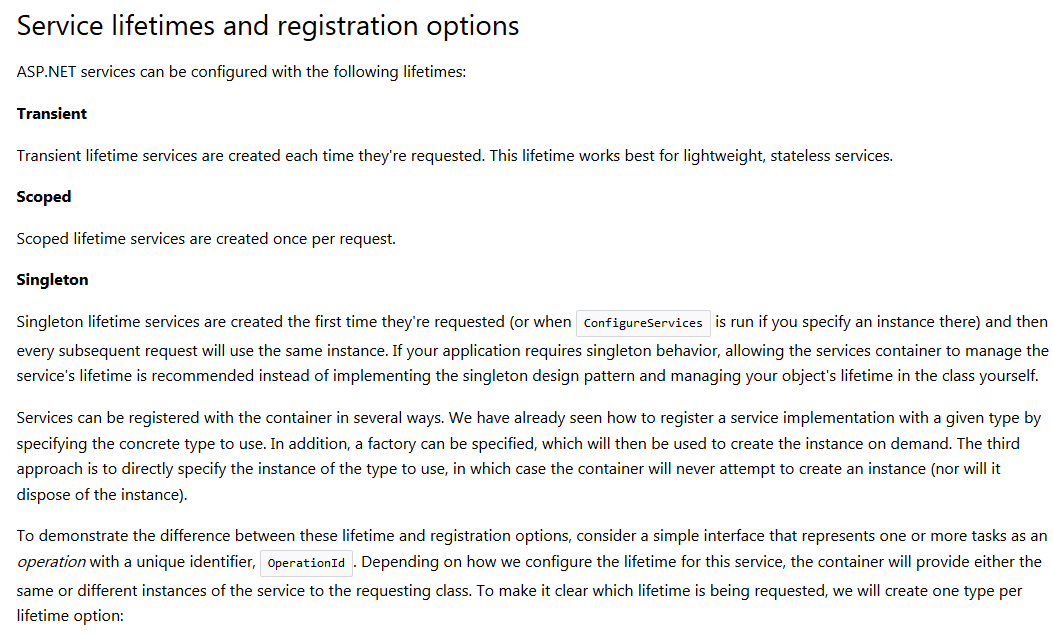 Service lifetimes and registration options
ASP.NET services can be configured with the following lifetimes:
Transient
Transient lifetime services are created each time they're requested. This lifetime works best for lightweight, stateless services.
Scoped
Scoped lifetime services are created once per request.
Singleton
Singleton lifetime services are created the first time they're requested (or when ConfigureServices is run if you specify an instance there) and then
every subsequent request will use the same instance. If your application requires singleton behavior, allowing the services container to manage the
service's lifetime is recommended instead of implementing the singleton design pattern and managing your object's lifetime in the class yourself.
Services can be registered with the container in several ways. We have already seen how to register a service implementation with a given type by
specifying the concrete type to use. In addition, a factory can be specified, which will then be used to create the instance on demand. The third
approach is to directly specify the instance of the type to use, in which case the container will never attempt to create an instance (nor will it
dispose of the instance).
To demonstrate the difference between these lifetime and registration options, consider a simple interface that represents one or more tasks as an
operation with a unique identifier, OperationId . Depending on how we configure the lifetime for this service, the container will provide either the
same or different instances of the service to the requesting class. To make it clear which lifetime is being requested, we will create one type per
lifetime option: